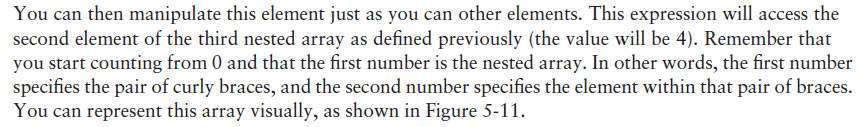 You can then manipulate this element just as you can other elements. This expression will access the
second element of the third nested array as defined previously (the value will be 4). Remember that
you start counting from 0 and that the first number is the nested array. In other words, the first number
specifies the pair of curly braces, and the second number specifies the element within that pair of braces.
You can represent this array visually, as shown in Figure 5-11.